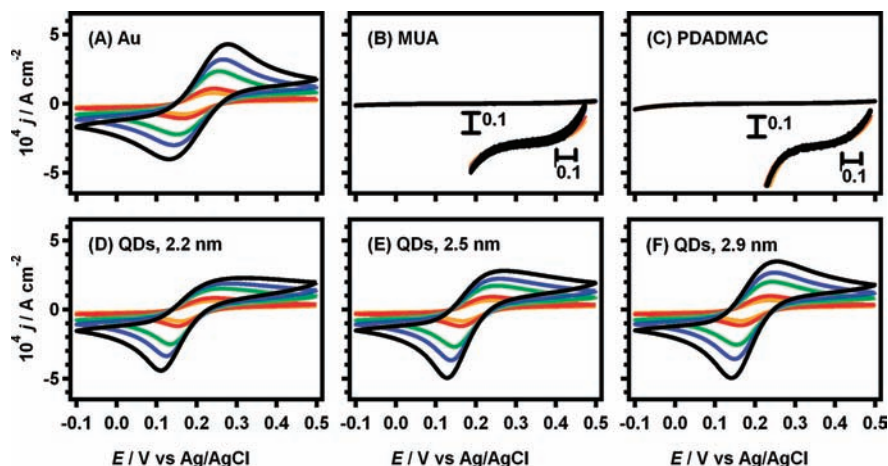 (A) Au
(B) MUA
(C) PDADMAC
10⁴ j / A cm⁻²
5
0
-5
0.1
0.1
0.1
0.1
(D) QDs, 2.2 nm
(E) QDs, 2.5 nm
(F) QDs, 2.9 nm
10⁴ j / A cm⁻²
5
0
-5
-0.1 0.0 0.1 0.2 0.3 0.4 0.5
-0.1 0.0 0.1 0.2 0.3 0.4 0.5
-0.1 0.0 0.1 0.2 0.3 0.4 0.5
E / V vs Ag/AgCl
E / V vs Ag/AgCl
E / V vs Ag/AgCl